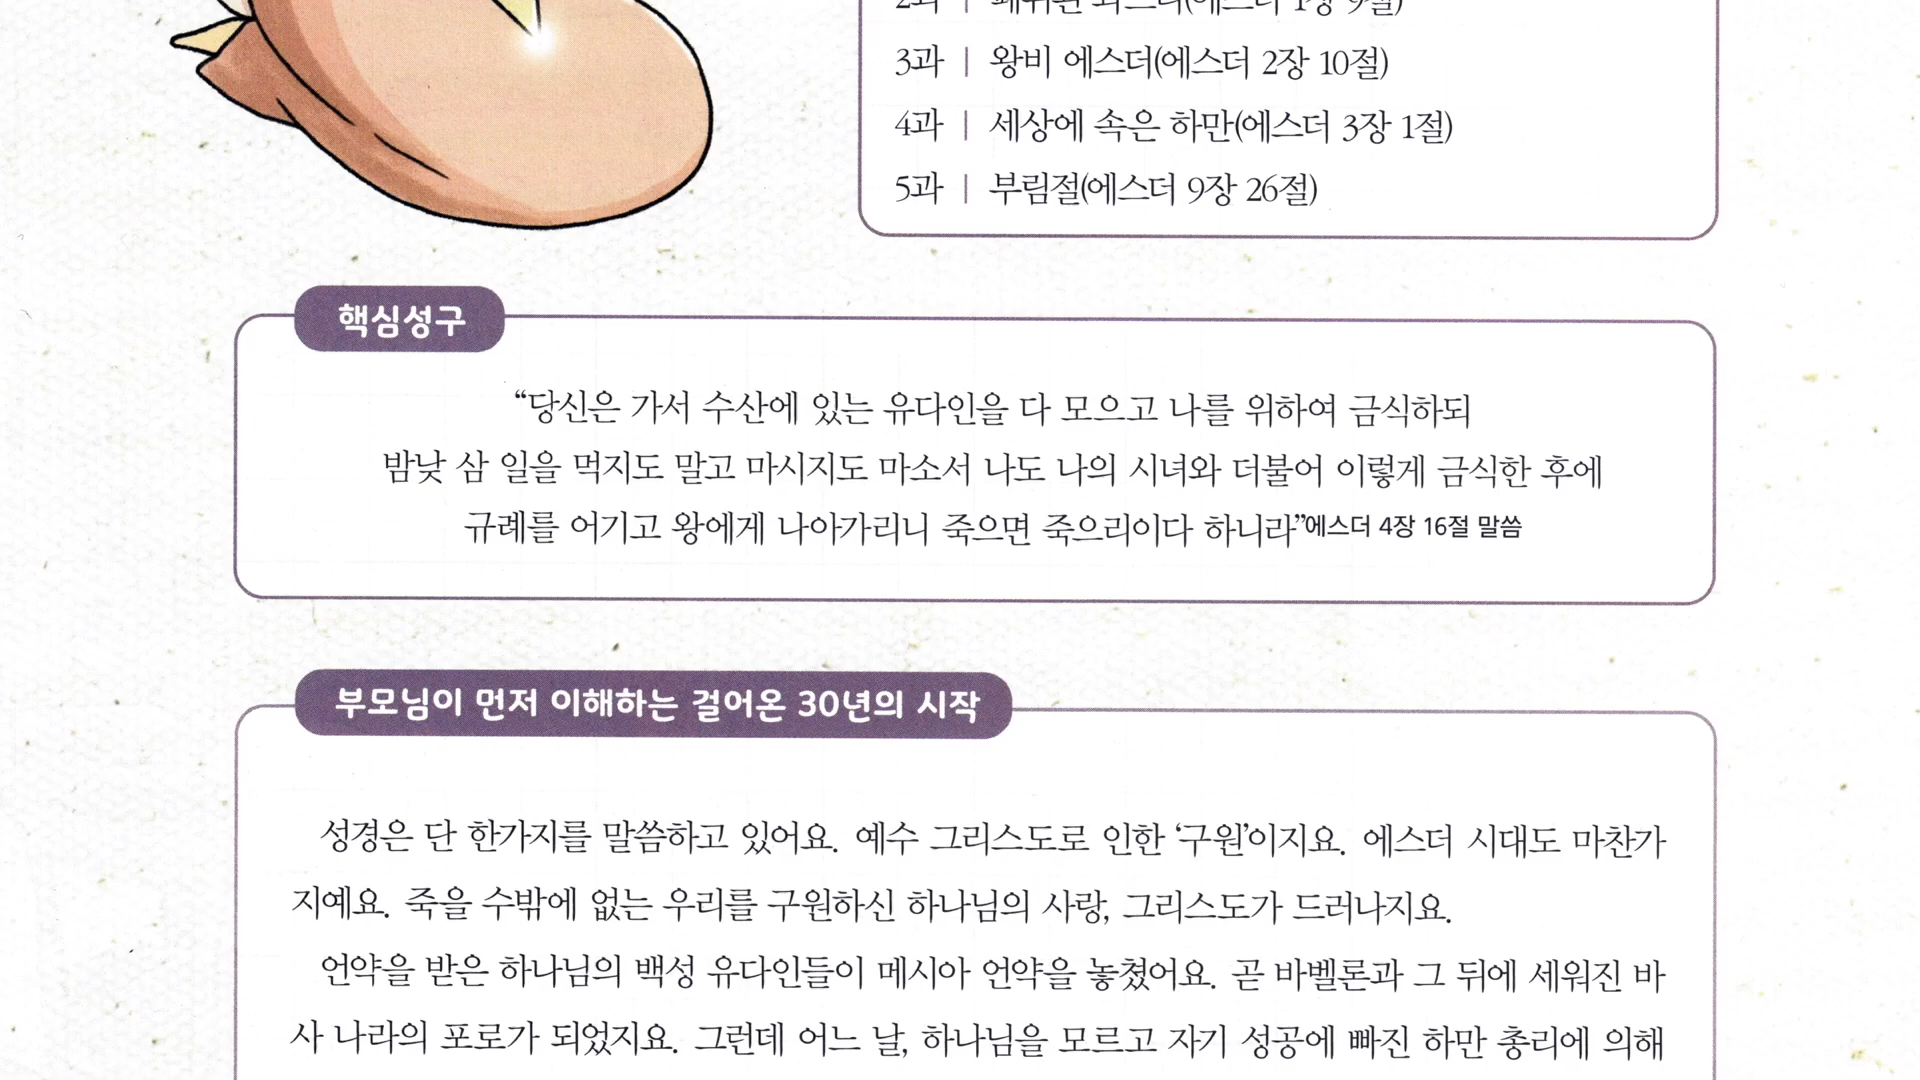 3과 | 왕비 에스더(에스더 2장 10절)
4과 | 세상에 속은 하만(에스더 3장 1절)
5과 | 부림절(에스더 9장 26절)
핵심성구
“당신은 가서 수산에 있는 유다인을 다 모으고 나를 위하여 금식하되
밤낮 삼 일을 먹지도 말고 마시지도 마소서 나도 나의 시녀와 더불어 이렇게 금식한 후에
규례를 어기고 왕에게 나아가리니 죽으면 죽으리이다 하니라”에스더 4장 16절 말씀
부모님이 먼저 이해하는 걸어온 30년의 시작
성경은 단 한가지를 말씀하고 있어요. 예수 그리스도로 인한 ‘구원’이지요. 에스더 시대도 마찬가
지예요. 죽을 수밖에 없는 우리를 구원하신 하나님의 사랑, 그리스도가 드러나지요.
언약을 받은 하나님의 백성 유다인들이 메시아 언약을 놓쳤어요. 곧 바벨론과 그 뒤에 세워진 바
사 나라의 포로가 되었지요. 그런데 어느 날, 하나님을 모르고 자기 성공에 빠진 하만 총리에 의해